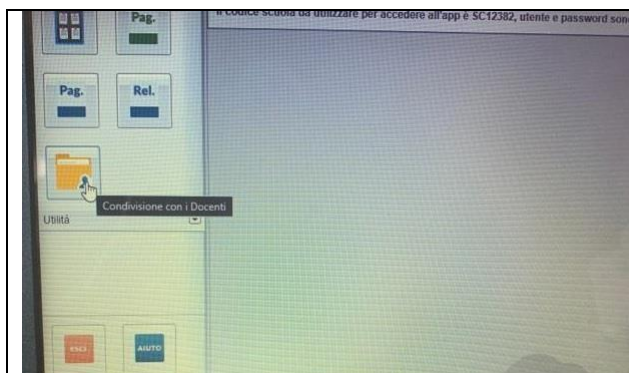 Il codice scuola da utilizzare per accedere all'app è SC12382, utente e password sono
Pag.
Pag. Rel.
Condivisione con i Docenti
Utilità
ESCI AIUTO